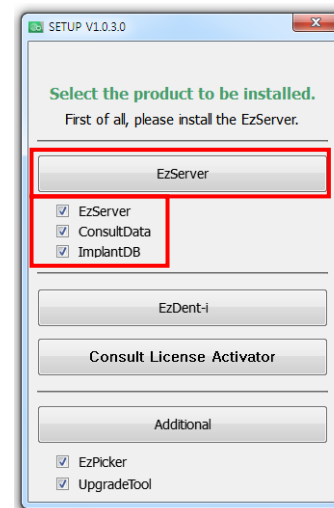 SETUP V1.0.3.0
Select the product to be installed.
First of all, please install the EzServer.
EzServer
EzServer
ConsultData
ImplantDB
EzDent-i
Consult License Activator
Additional
EzPicker
UpgradeTool